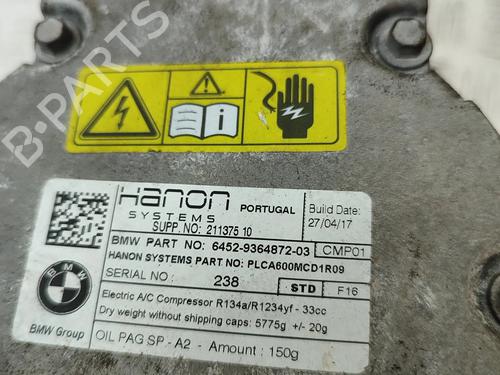 B-PARTS
Hanon
SYSTEMS
PORTUGAL
Build Date:
27/04/17
SUPP. NO: 211375 10
BMW PART NO: 6452-9364872-03
CMP01
HANON SYSTEMS PART NO: PLCA600MCD1R09
SERIAL NO:
238
STD
F16
BMW
BMW Group
Electric A/C Compressor R134a/R1234yf - 33cc
Dry weight without shipping caps: 5775g +/- 20g
OIL PAG SP - A2 - Amount : 150g